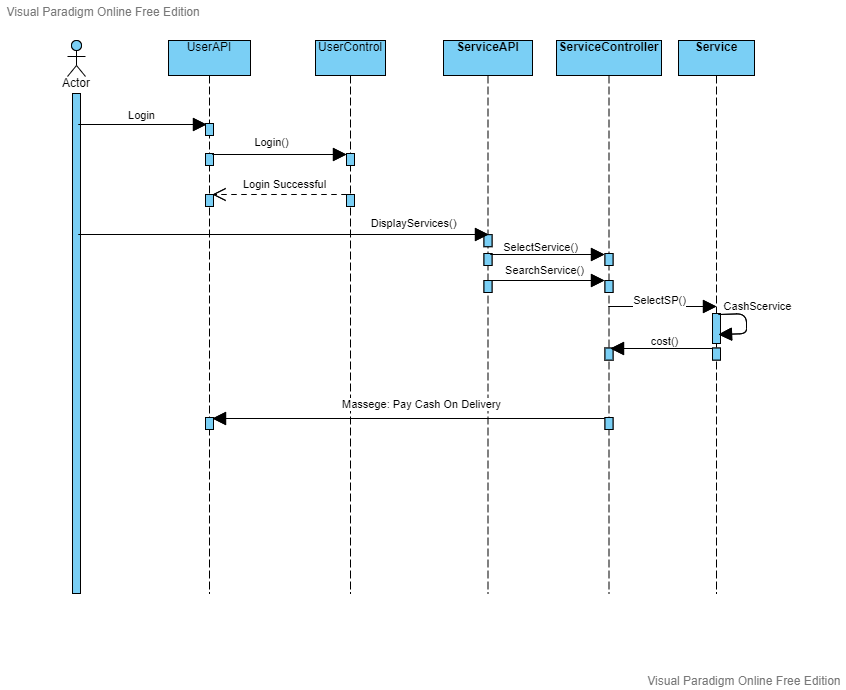 Visual Paradigm Online Free Edition
UserAPI
UserControl
ServiceAPI
ServiceController
Service
Actor
Login
Login()
Login Successful
DisplayServices()
SelectService()
SearchService()
SelectSP()
CashScervice
cost()
Massege: Pay Cash On Delivery
Visual Paradigm Online Free Edition